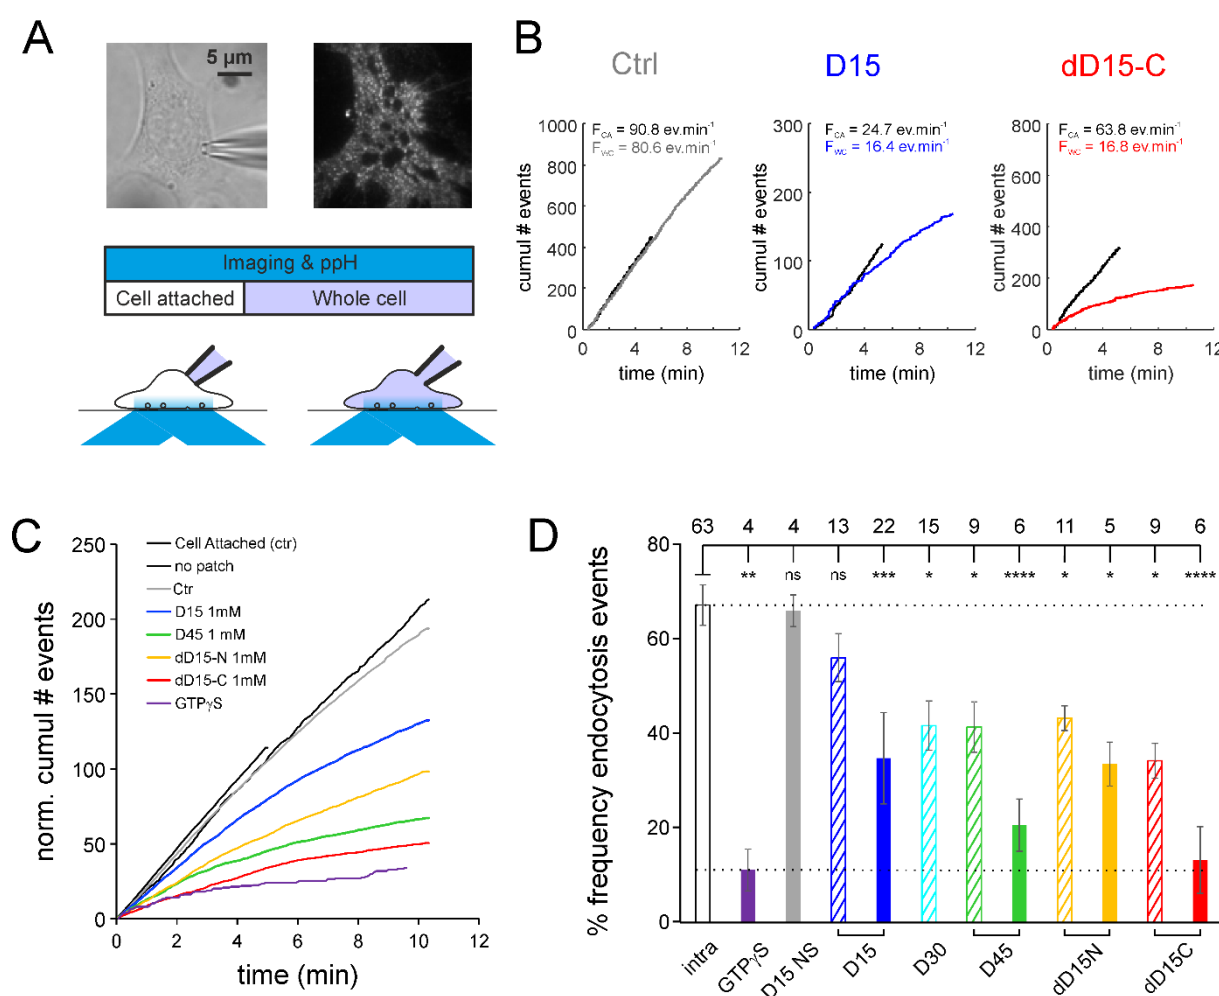 A
5 µm
Imaging & ppH
Cell attached
Whole cell
B
Ctrl
D15
dD15-C
F_CA = 90.8 ev.min⁻¹
F_WC = 80.6 ev.min⁻¹
cumul # events
1000
800
600
400
200
0
0 4 8 12
time (min)
F_CA = 24.7 ev.min⁻¹
F_WC = 16.4 ev.min⁻¹
cumul # events
300
200
100
0
0 4 8 12
time (min)
F_CA = 63.8 ev.min⁻¹
F_WC = 16.8 ev.min⁻¹
cumul # events
800
600
400
200
0
0 4 8 12
time (min)
C
norm. cumul # events
250
200
150
100
50
0
0 2 4 6 8 10 12
time (min)
Cell Attached (ctr)
no patch
Ctr
D15 1mM
D45 1 mM
dD15-N 1mM
dD15-C 1mM
GTPγS
D
% frequency endocytosis events
63 4 4 13 22 15 9 6 11 5 9 6
80
60
40
20
0
** ns ns *** * * **** * * * ****
intra
GTPγS
D15 NS
D15
D30
D45
dD15N
dD15C